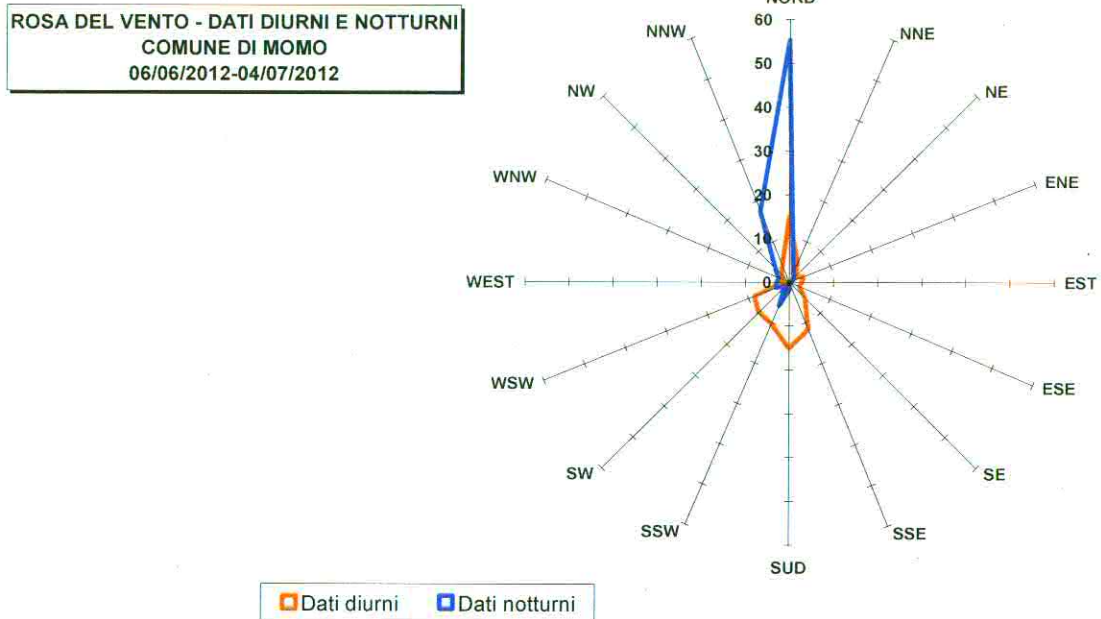 ROSA DEL VENTO - DATI DIURNI E NOTTURNI
COMUNE DI MOMO
06/06/2012-04/07/2012
NORD
NNW
NNE
NW
NE
WNW
ENE
WEST
EST
WSW
ESE
SW
SE
SSW
SSE
SUD
60
50
40
30
20
10
0
Dati diurni
Dati notturni